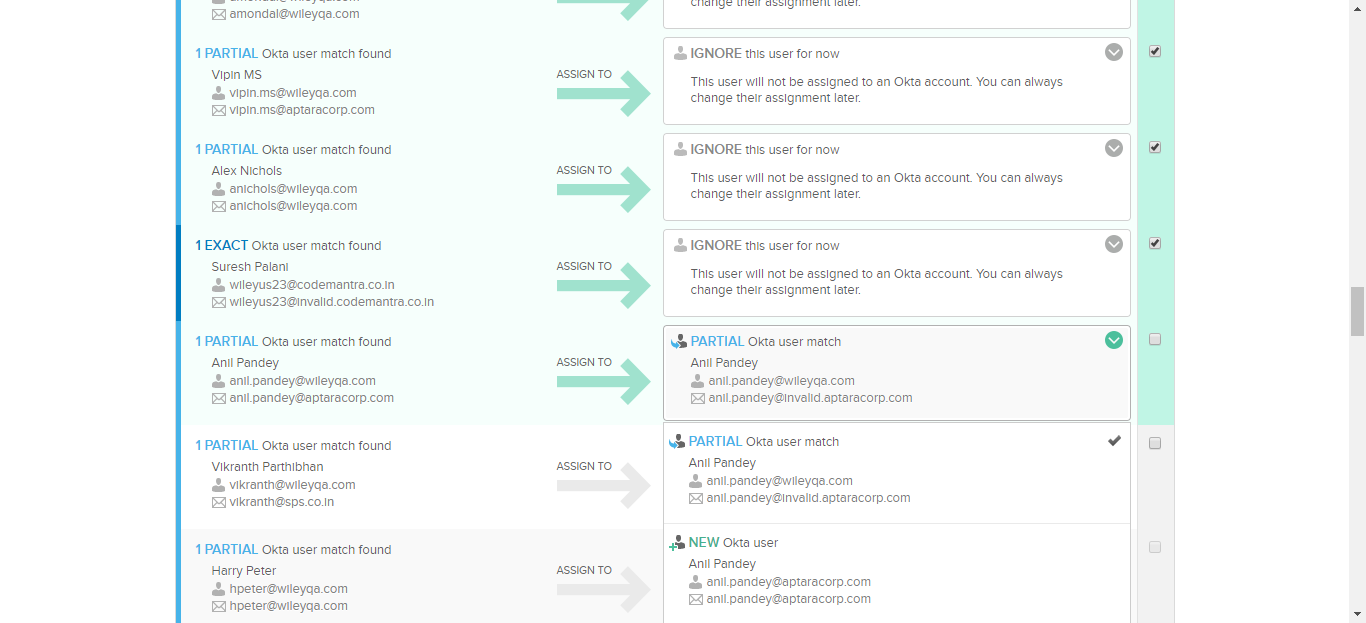 amondal@wileyqa.com
change their assignment later.
1 PARTIAL Okta user match found
Vipin MS
vipin.ms@wileyqa.com
vipin.ms@aptaracorp.com
ASSIGN TO
IGNORE this user for now
This user will not be assigned to an Okta account. You can always
change their assignment later.
1 PARTIAL Okta user match found
Alex Nichols
anichols@wileyqa.com
anichols@wileyqa.com
ASSIGN TO
IGNORE this user for now
This user will not be assigned to an Okta account. You can always
change their assignment later.
1 EXACT Okta user match found
Suresh Palani
wileyus23@codemantra.co.in
wileyus23@invalid.codemantra.co.in
ASSIGN TO
IGNORE this user for now
This user will not be assigned to an Okta account. You can always
change their assignment later.
1 PARTIAL Okta user match found
Anil Pandey
anil.pandey@wileyqa.com
anil.pandey@aptaracorp.com
ASSIGN TO
PARTIAL Okta user match
Anil Pandey
anil.pandey@wileyqa.com
anil.pandey@invalid.aptaracorp.com
1 PARTIAL Okta user match found
Vikranth Parthibhan
vikranth@wileyqa.com
vikranth@sps.co.in
ASSIGN TO
PARTIAL Okta user match
Anil Pandey
anil.pandey@wileyqa.com
anil.pandey@invalid.aptaracorp.com
1 PARTIAL Okta user match found
Harry Peter
hpeter@wileyqa.com
hpeter@wileyqa.com
ASSIGN TO
NEW Okta user
Anil Pandey
anil.pandey@aptaracorp.com
anil.pandey@aptaracorp.com